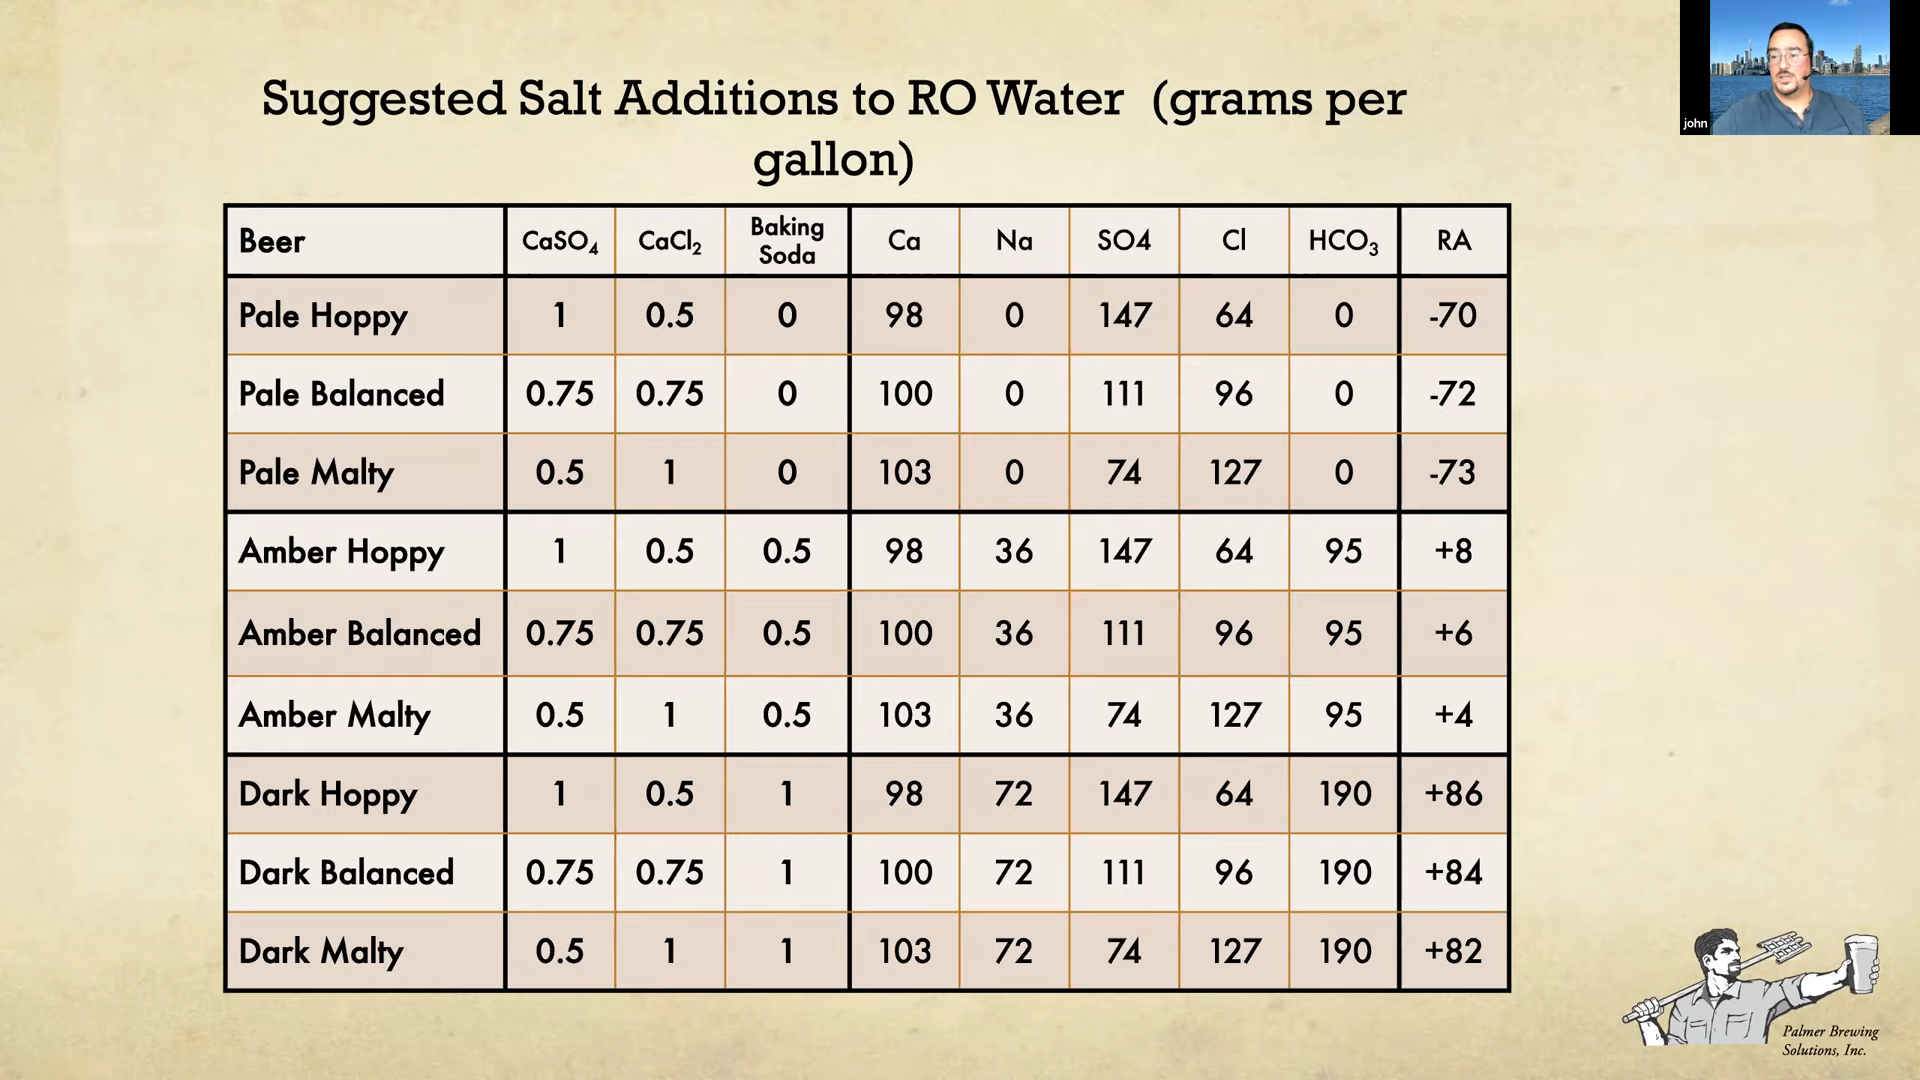 Suggested Salt Additions to RO Water (grams per
gallon)
john
Beer CaSO₄ CaCl₂ Baking Soda Ca Na SO4 Cl HCO₃ RA
Pale Hoppy 1 0.5 0 98 0 147 64 0 -70
Pale Balanced 0.75 0.75 0 100 0 111 96 0 -72
Pale Malty 0.5 1 0 103 0 74 127 0 -73
Amber Hoppy 1 0.5 0.5 98 36 147 64 95 +8
Amber Balanced 0.75 0.75 0.5 100 36 111 96 95 +6
Amber Malty 0.5 1 0.5 103 36 74 127 95 +4
Dark Hoppy 1 0.5 1 98 72 147 64 190 +86
Dark Balanced 0.75 0.75 1 100 72 111 96 190 +84
Dark Malty 0.5 1 1 103 72 74 127 190 +82
Palmer Brewing
Solutions, Inc.